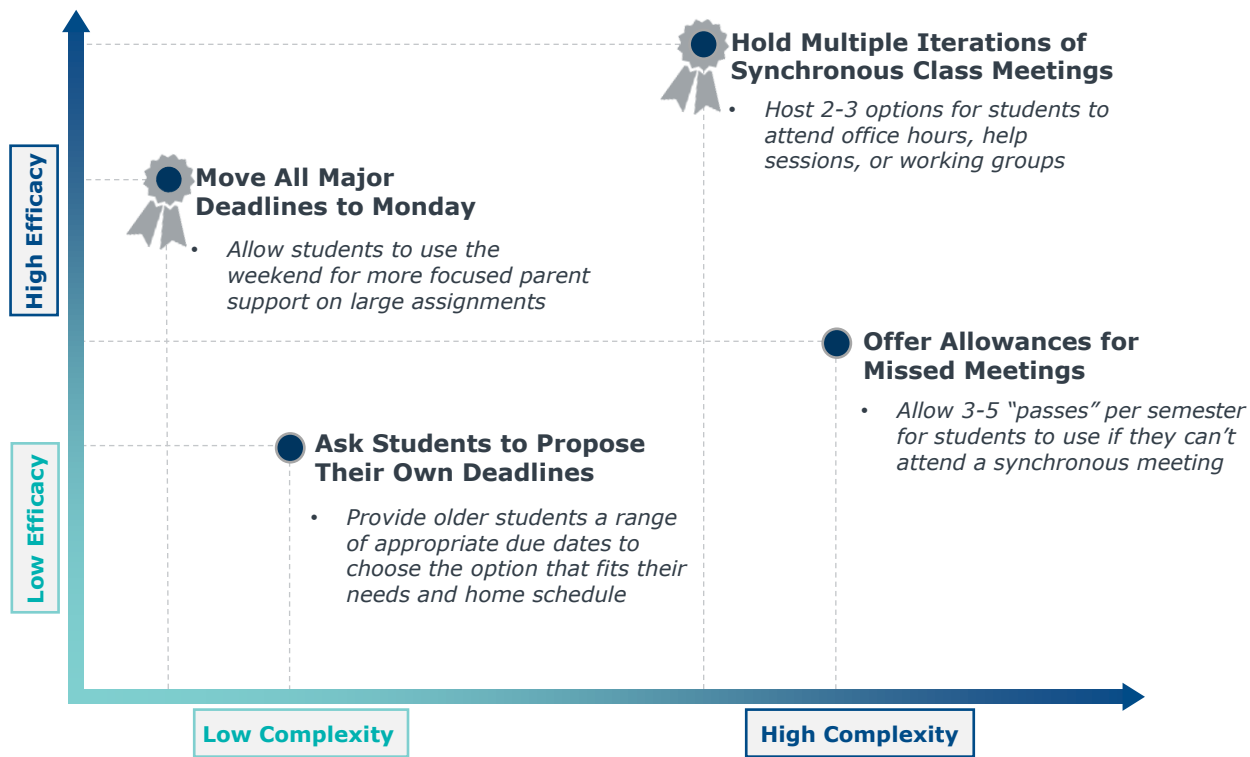 Hold Multiple Iterations of
Synchronous Class Meetings
• Host 2-3 options for students to
attend office hours, help
sessions, or working groups
High Efficacy
Move All Major
Deadlines to Monday
• Allow students to use the
weekend for more focused parent
support on large assignments
Offer Allowances for
Missed Meetings
• Allow 3-5 “passes” per semester
for students to use if they can’t
attend a synchronous meeting
Low Efficacy
Ask Students to Propose
Their Own Deadlines
• Provide older students a range
of appropriate due dates to
choose the option that fits their
needs and home schedule
Low Complexity
High Complexity